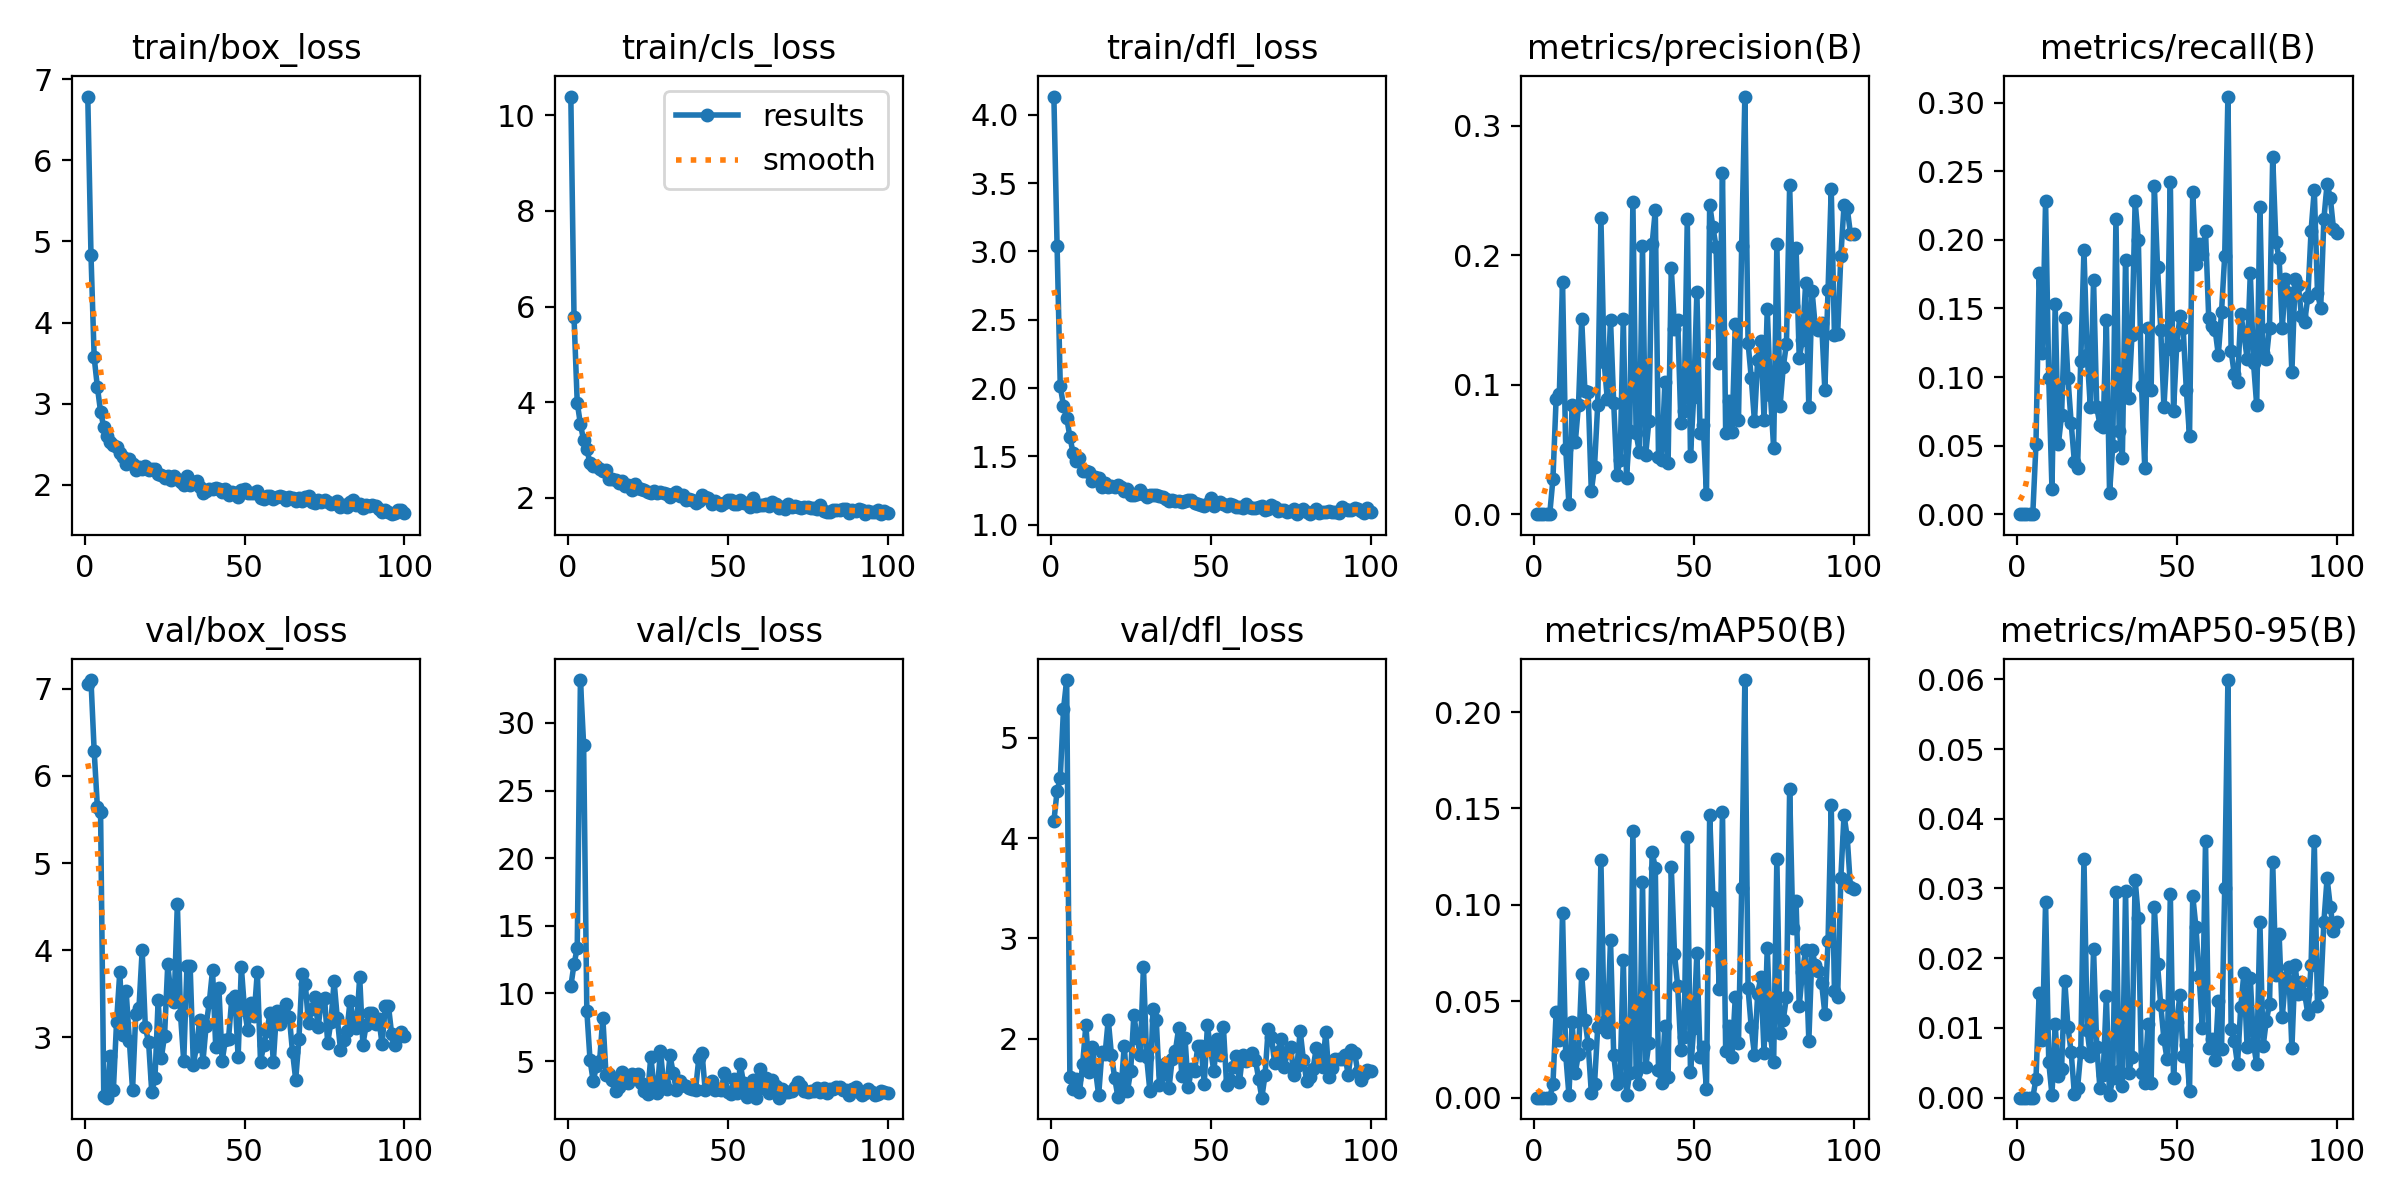 train/box_loss
7
6
5
4
3
2
0 50 100
train/cls_loss
10
8
6
4
2
0 50 100
results
smooth
train/dfl_loss
4.0
3.5
3.0
2.5
2.0
1.5
1.0
0 50 100
metrics/precision(B)
0.3
0.2
0.1
0.0
0 50 100
metrics/recall(B)
0.30
0.25
0.20
0.15
0.10
0.05
0.00
0 50 100
val/box_loss
7
6
5
4
3
0 50 100
val/cls_loss
30
25
20
15
10
5
0 50 100
val/dfl_loss
5
4
3
2
0 50 100
metrics/mAP50(B)
0.20
0.15
0.10
0.05
0.00
0 50 100
metrics/mAP50-95(B)
0.06
0.05
0.04
0.03
0.02
0.01
0.00
0 50 100